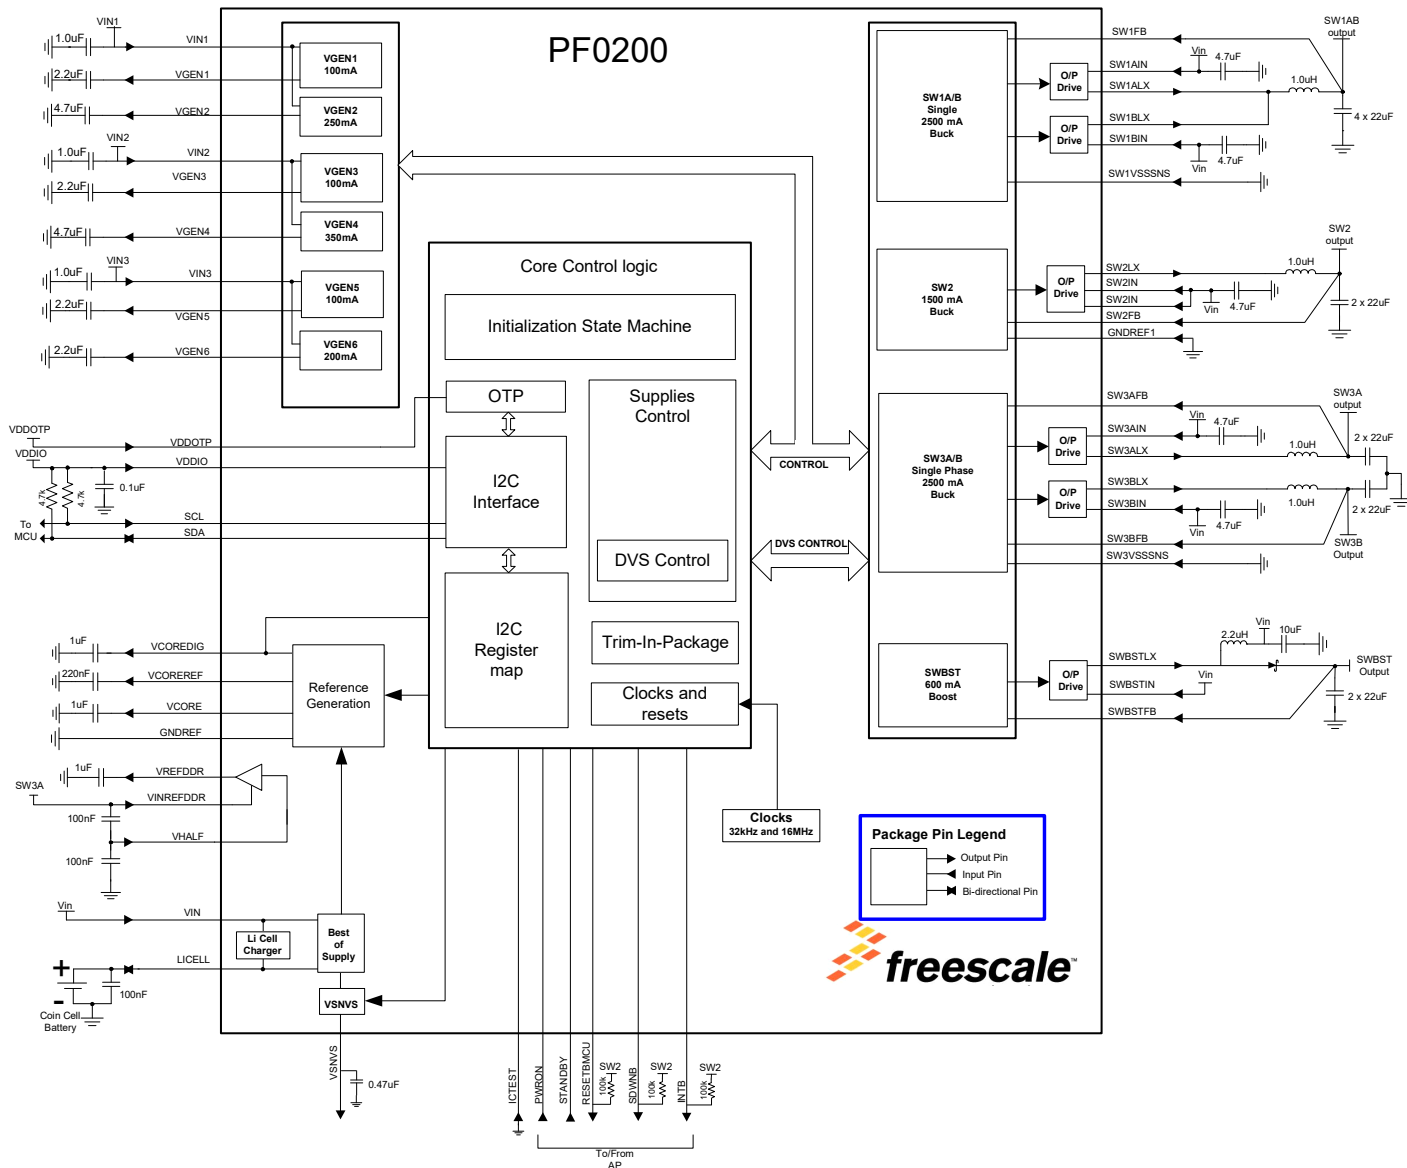 PF0200
VIN1
1.0uF
VIN1
2.2uF
VGEN1
4.7uF
VGEN2
VIN2
1.0uF
VIN2
2.2uF
VGEN3
4.7uF
VGEN4
VIN3
1.0uF
VIN3
2.2uF
VGEN5
2.2uF
VGEN6
VGEN1
100mA
VGEN2
250mA
VGEN3
100mA
VGEN4
350mA
VGEN5
100mA
VGEN6
200mA
VDDOTP
VDDOTP
VDDIO
VDDIO
4.7k
4.7k
0.1uF
To
MCU
SCL
SDA
Core Control logic
Initialization State Machine
OTP
I2C
Interface
I2C
Register
map
Supplies
Control
DVS Control
Trim-In-Package
Clocks and
resets
CONTROL
DVS CONTROL
1uF
VCOREDIG
220nF
VCOREREF
1uF
VCORE
GNDREF
Reference
Generation
1uF
VREFDDR
SW3A
VINREFDDR
100nF
VHALF
100nF
Vin
VIN
Li Cell
Charger
Best
of
Supply
LICELL
+
-
100nF
Coin Cell
Battery
VSNVS
VSNVS
0.47uF
ICTEST
PWRON
STANDBY
RESETBMCU
100k
SW2
SDWNB
100k
SW2
INTB
100k
SW2
To/From
AP
Clocks
32kHz and 16MHz
SW1A/B
Single
2500 mA
Buck
O/P
Drive
O/P
Drive
SW1FB
SW1AIN
Vin
4.7uF
SW1ALX
1.0uH
SW1AB
output
4 x 22uF
SW1BLX
SW1BIN
Vin
4.7uF
SW1VSSSNS
SW2
1500 mA
Buck
O/P
Drive
SW2LX
1.0uH
SW2
output
SW2IN
SW2IN
Vin
4.7uF
2 x 22uF
SW2FB
GNDREF1
SW3A/B
Single Phase
2500 mA
Buck
O/P
Drive
O/P
Drive
SW3AFB
SW3A
output
SW3AIN
Vin
4.7uF
SW3ALX
1.0uH
2 x 22uF
SW3BLX
1.0uH
2 x 22uF
SW3BIN
Vin
4.7uF
SW3BFB
SW3B
Output
SW3VSSSNS
SWBST
600 mA
Boost
O/P
Drive
SWBSTLX
2.2uH
Vin
10uF
SWBST
Output
SWBSTIN
Vin
2 x 22uF
SWBSTFB
Package Pin Legend
Output Pin
Input Pin
Bi-directional Pin
freescale™